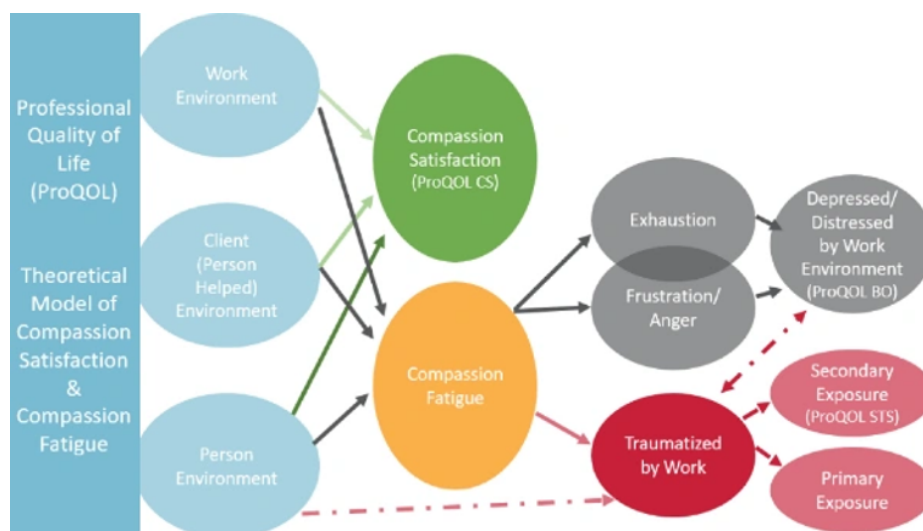 Professional
Quality of
Life
(ProQOL)
Theoretical
Model of
Compassion
Satisfaction
&
Compassion
Fatigue
Work
Environment
Client
(Person
Helped)
Environment
Person
Environment
Compassion
Satisfaction
(ProQOL CS)
Compassion
Fatigue
Exhaustion
Frustration/
Anger
Traumatized
by Work
Depressed/
Distressed
by Work
Environment
(ProQOL BO)
Secondary
Exposure
(ProQOL STS)
Primary
Exposure